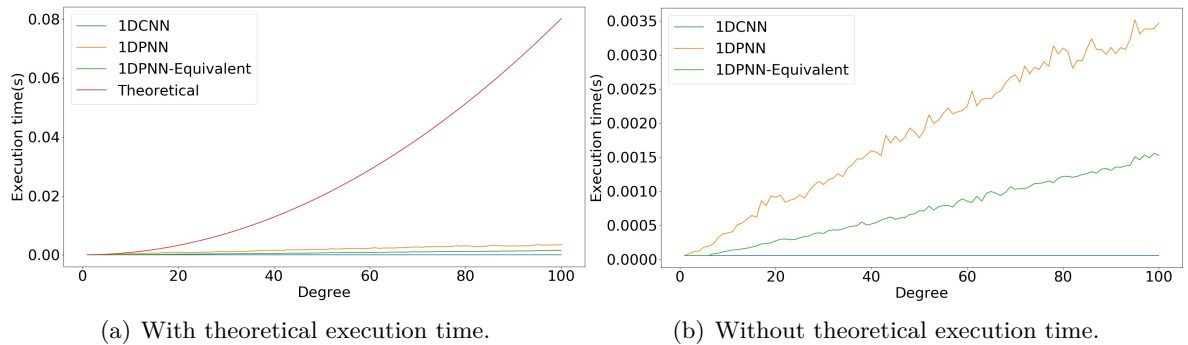 1DCNN
1DPNN
1DPNN-Equivalent
Theoretical
Execution time(s)
0.08
0.06
0.04
0.02
0.00
0 20 40 60 80 100
Degree
(a) With theoretical execution time.
1DCNN
1DPNN
1DPNN-Equivalent
Execution time(s)
0.0035
0.0030
0.0025
0.0020
0.0015
0.0010
0.0005
0.0000
0 20 40 60 80 100
Degree
(b) Without theoretical execution time.